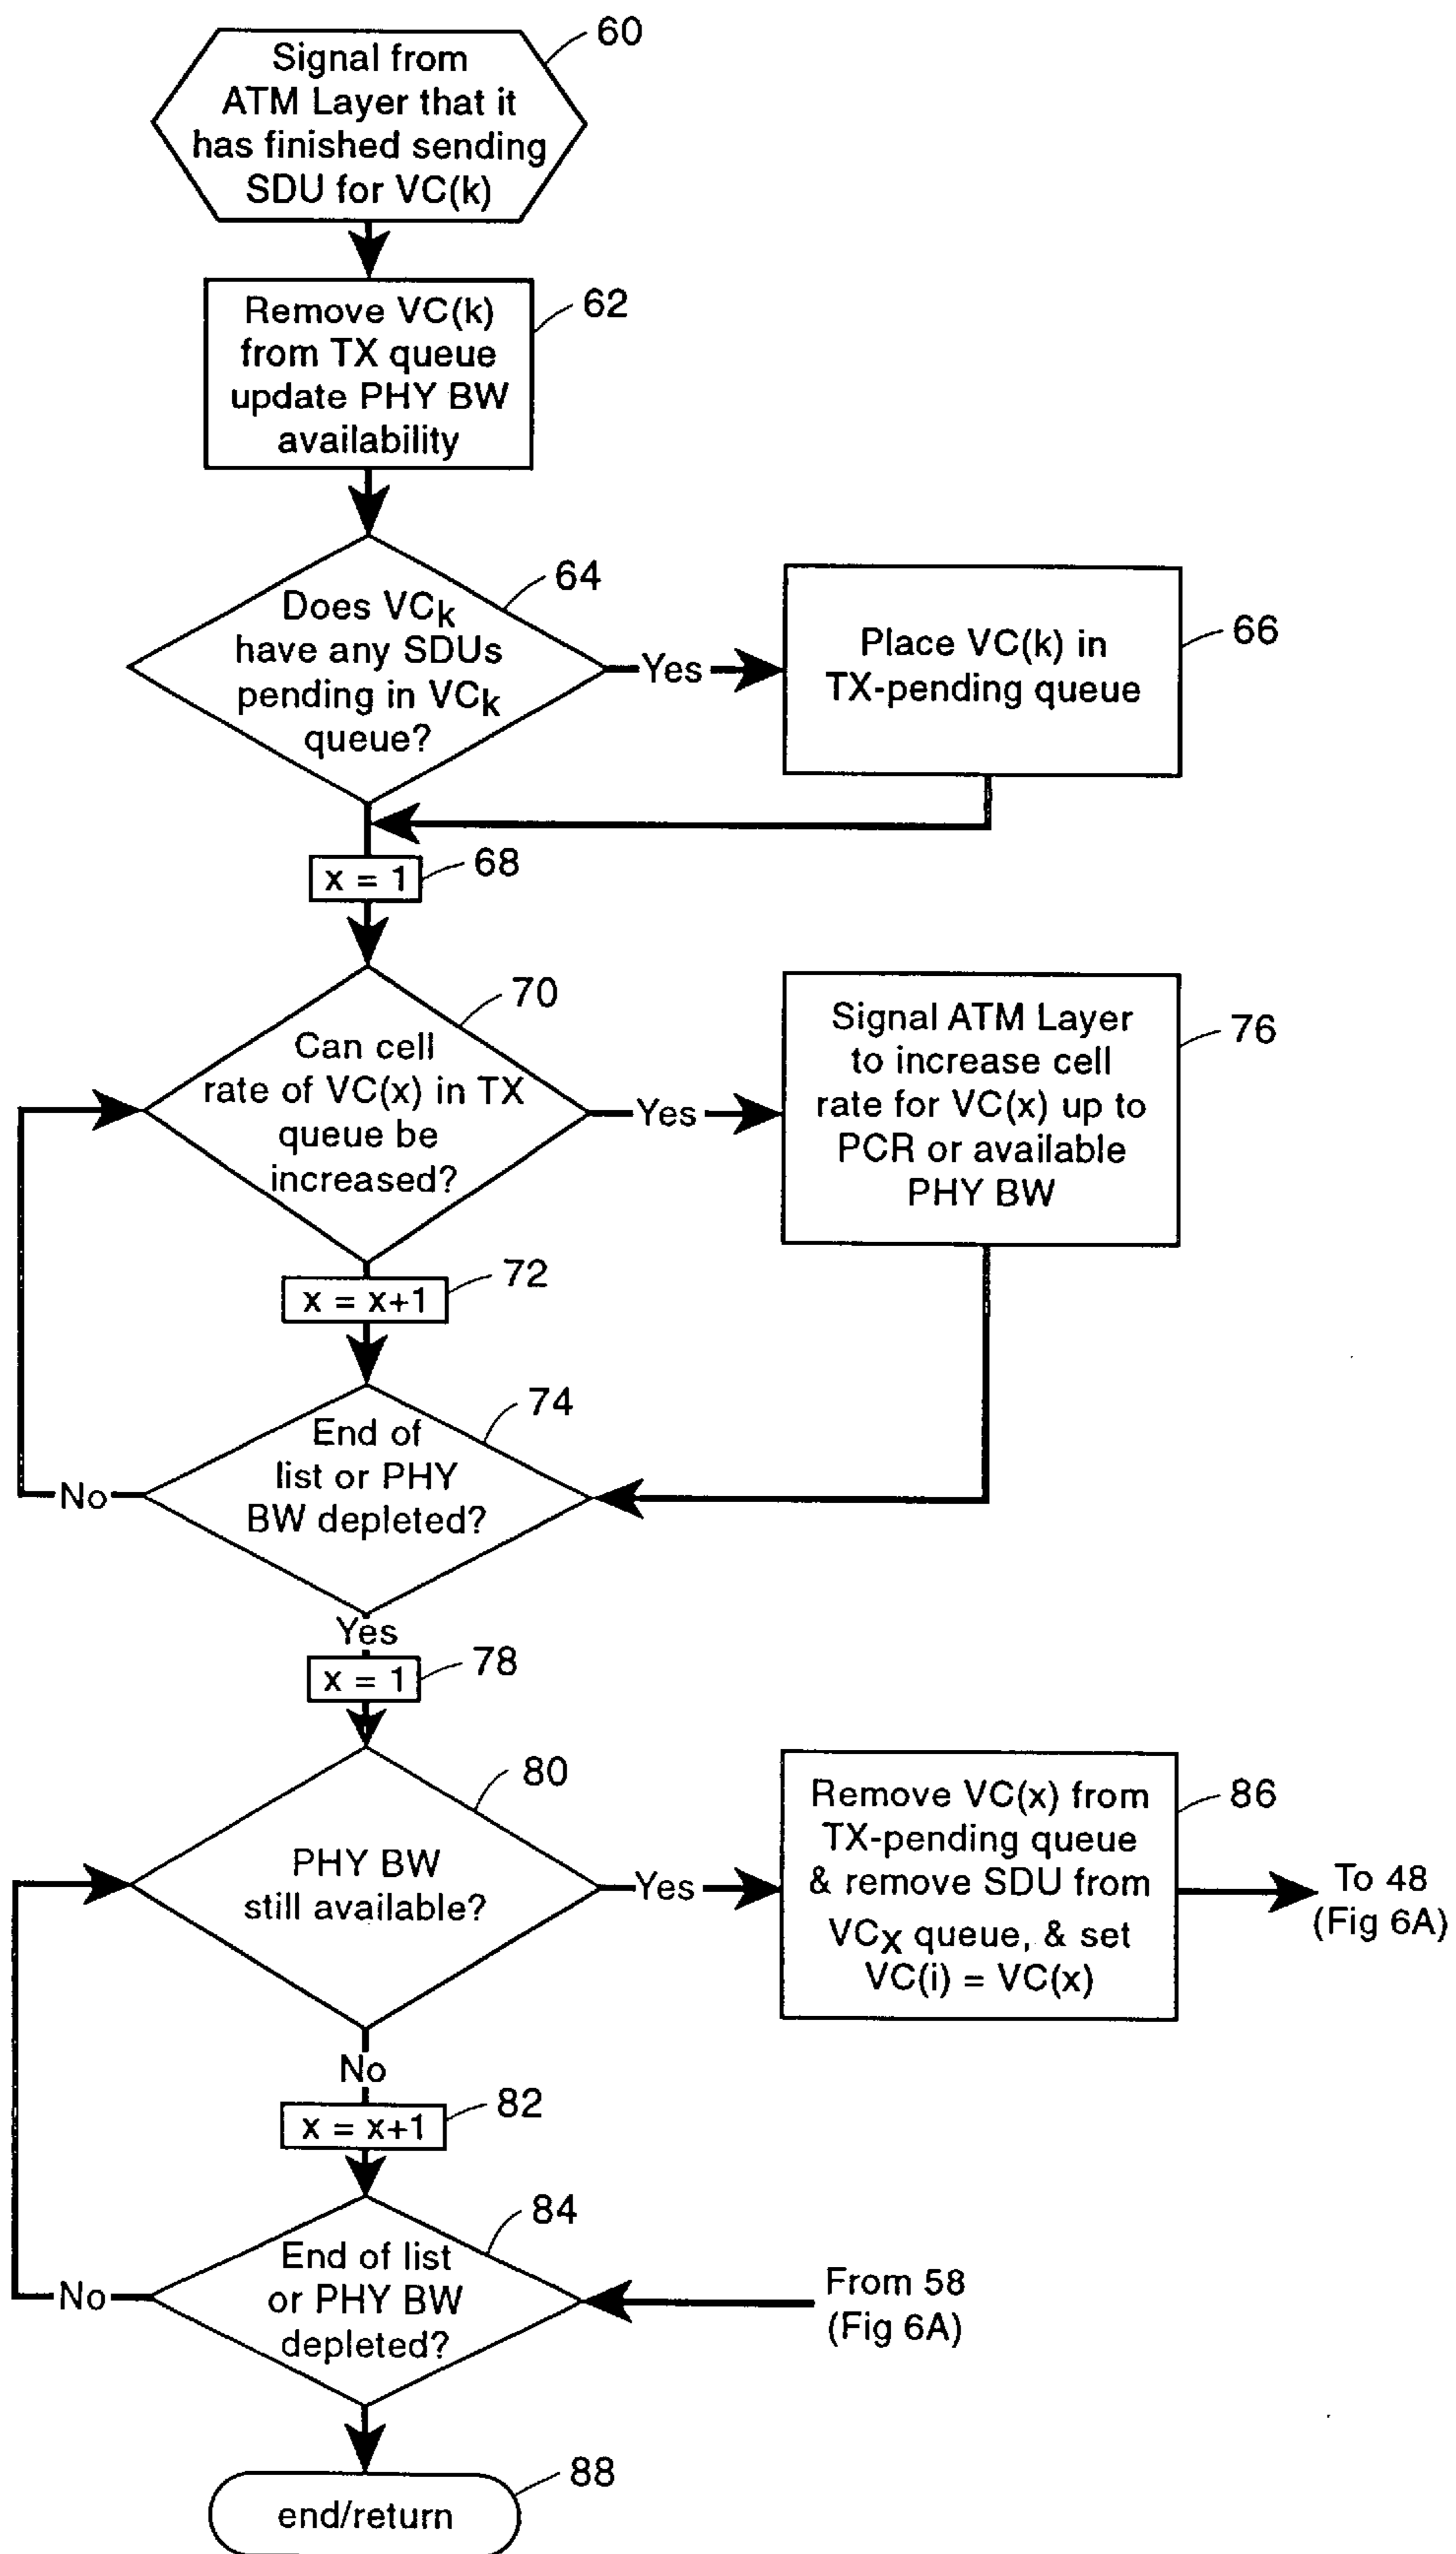 60
Signal from
ATM Layer that it
has finished sending
SDU for VC(k)
62
Remove VC(k)
from TX queue
update PHY BW
availability
64
Does VCk
have any SDUs
pending in VCk
queue?
Yes
66
Place VC(k) in
TX-pending queue
68
x = 1
70
Can cell
rate of VC(x) in TX
queue be
increased?
Yes
76
Signal ATM Layer
to increase cell
rate for VC(x) up to
PCR or available
PHY BW
72
x = x+1
74
End of
list or PHY
BW depleted?
No
Yes
78
x = 1
80
PHY BW
still available?
Yes
86
Remove VC(x) from
TX-pending queue
& remove SDU from
VCx queue, & set
VC(i) = VC(x)
To 48
(Fig 6A)
No
82
x = x+1
84
End of list
or PHY BW
depleted?
No
From 58
(Fig 6A)
88
end/return